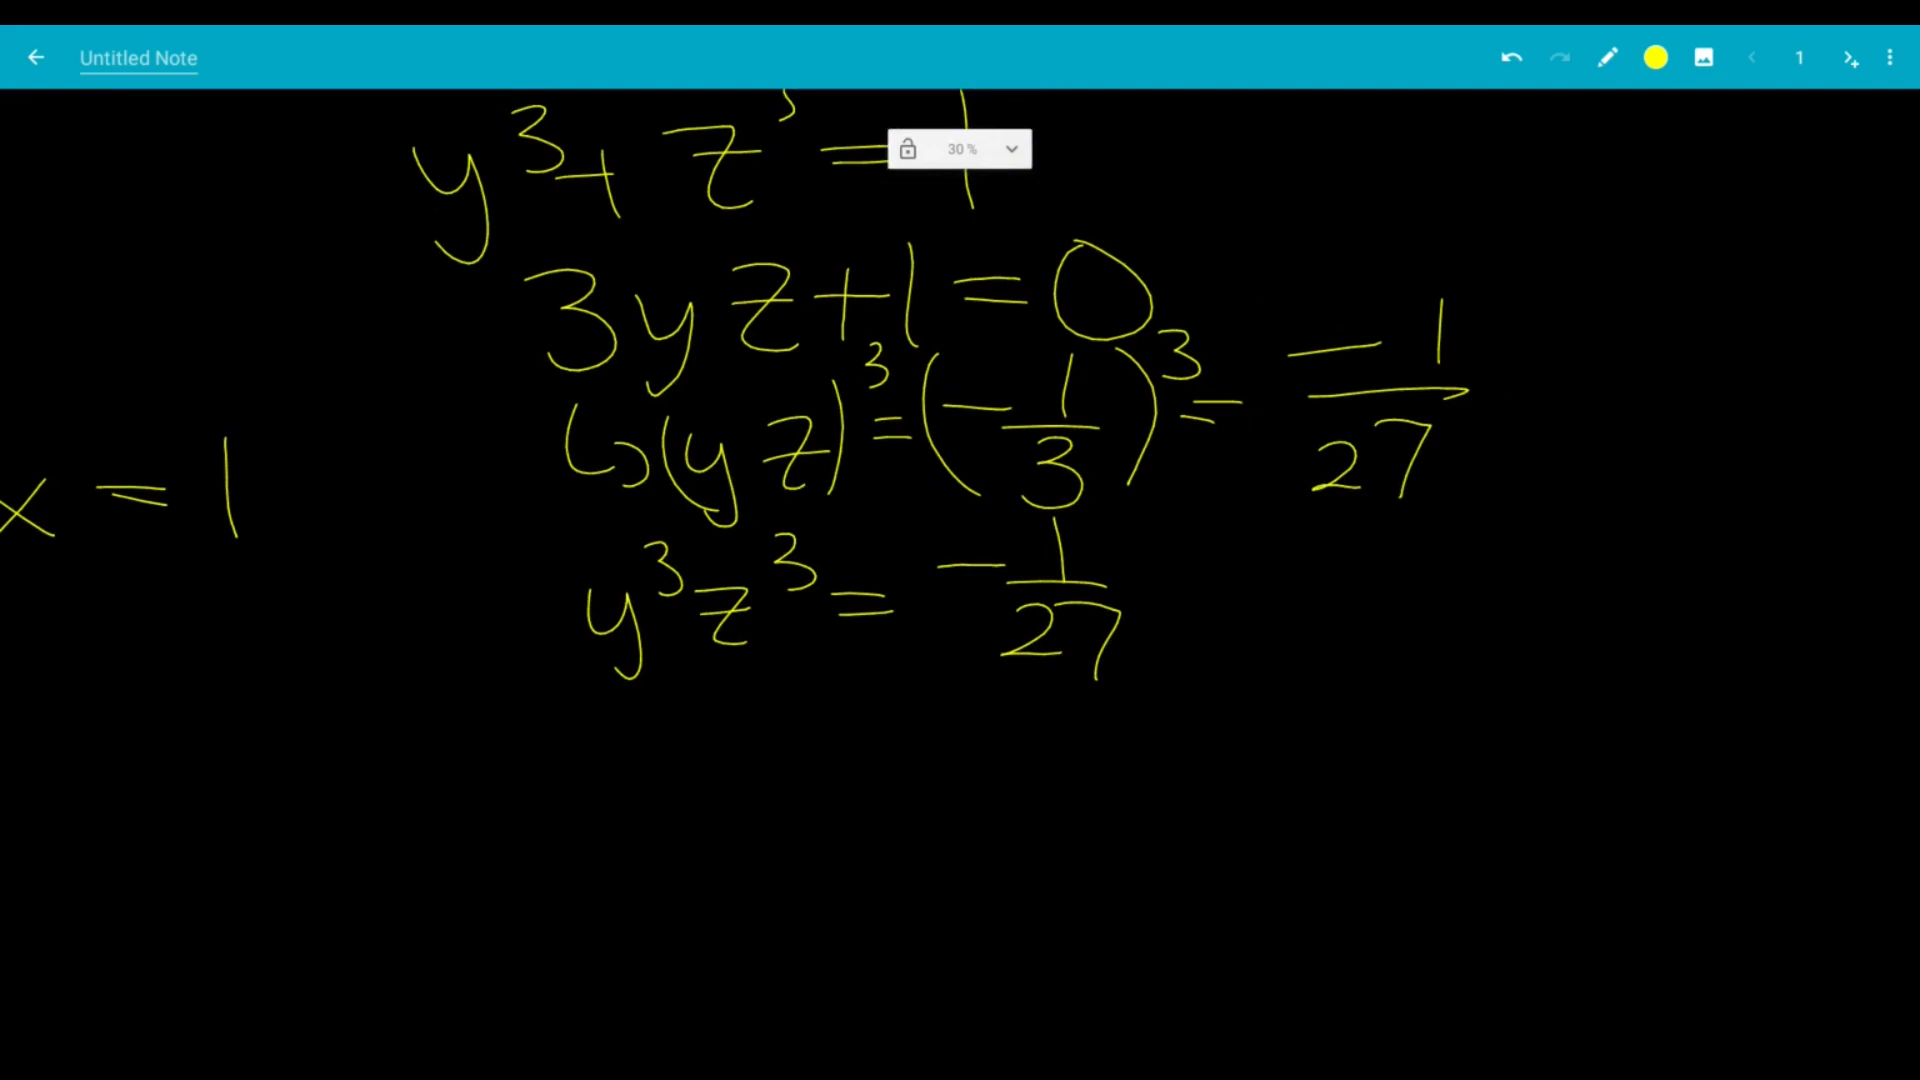 Untitled Note
1
y³ + z³ = 1
30 %
3yz + 1 = 0
x = 1
↳ (yz)³ = (-1/3)³ = -1/27
y³z³ = -1/27